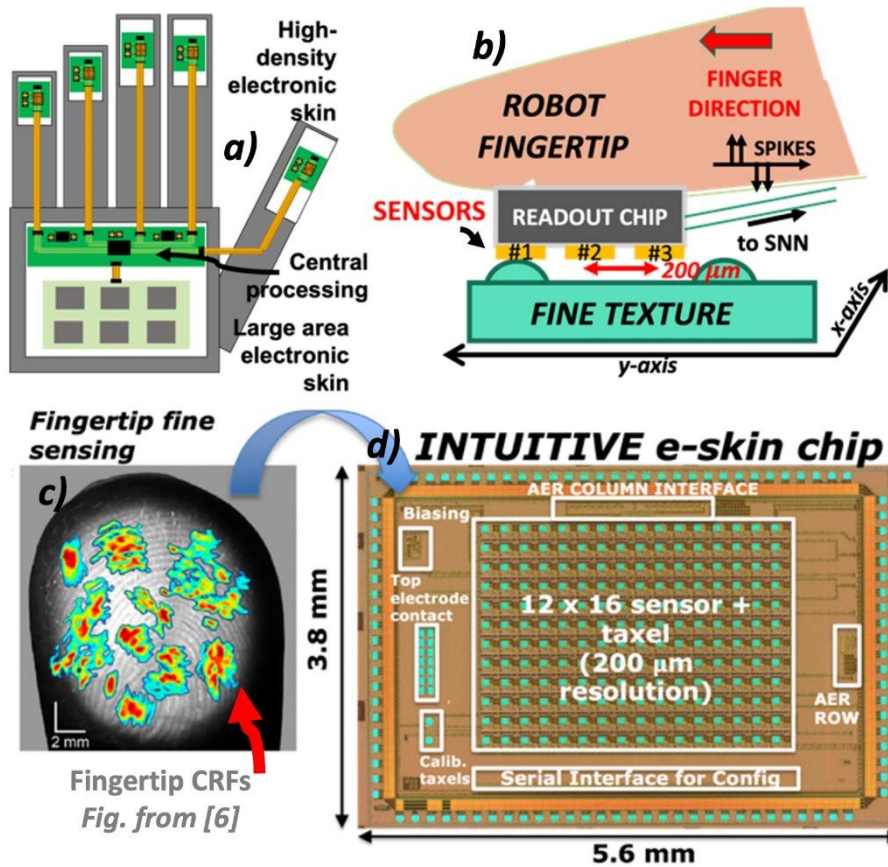 High-
density
electronic
skin
a)
Central
processing
Large area
electronic
skin
b)
ROBOT
FINGERTIP
FINGER
DIRECTION
SPIKES
SENSORS
READOUT CHIP
to SNN
#1
#2
#3
200 μm
FINE TEXTURE
x-axis
y-axis
Fingertip fine
sensing
c)
2 mm
Fingertip CRFs
Fig. from [6]
d) INTUITIVE e-skin chip
AER COLUMN INTERFACE
Biasing
Top
electrode
contact
12 x 16 sensor +
taxel
(200 μm
resolution)
AER
ROW
Calib.
taxels
Serial Interface for Config
3.8 mm
5.6 mm